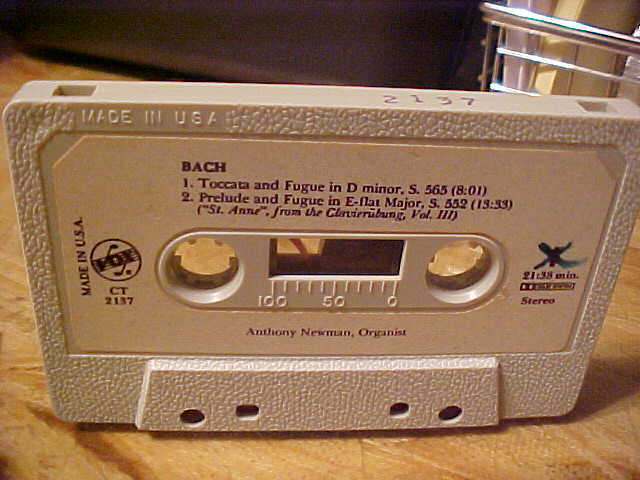 2137
MADE IN USA
BACH
1. Toccata and Fugue in D minor, S. 565 (8:01)
2. Prelude and Fugue in E-flat Major, S. 552 (13:33)
("St. Anne", from the Clavierübung, Vol. III)
MADE IN U.S.A.
CT
2137
21:38 min.
Stereo
100 50 0
Anthony Newman, Organist